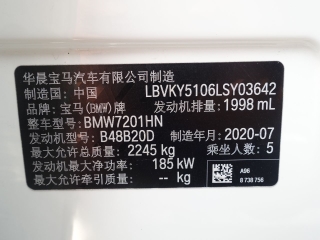 华晨宝马汽车有限公司制造
制造国：中国 LBVKY5106LSY03642
品牌：宝马(BMW)牌 发动机排量：1998 mL
整车型号：BMW7201HN
发动机型号：B48B20D 制造年月：2020-07
最大允许总质量：2245 kg 乘坐人数：5
发动机最大净功率：185 kW
最大允许牵引质量：-- kg
A96
8 738 756